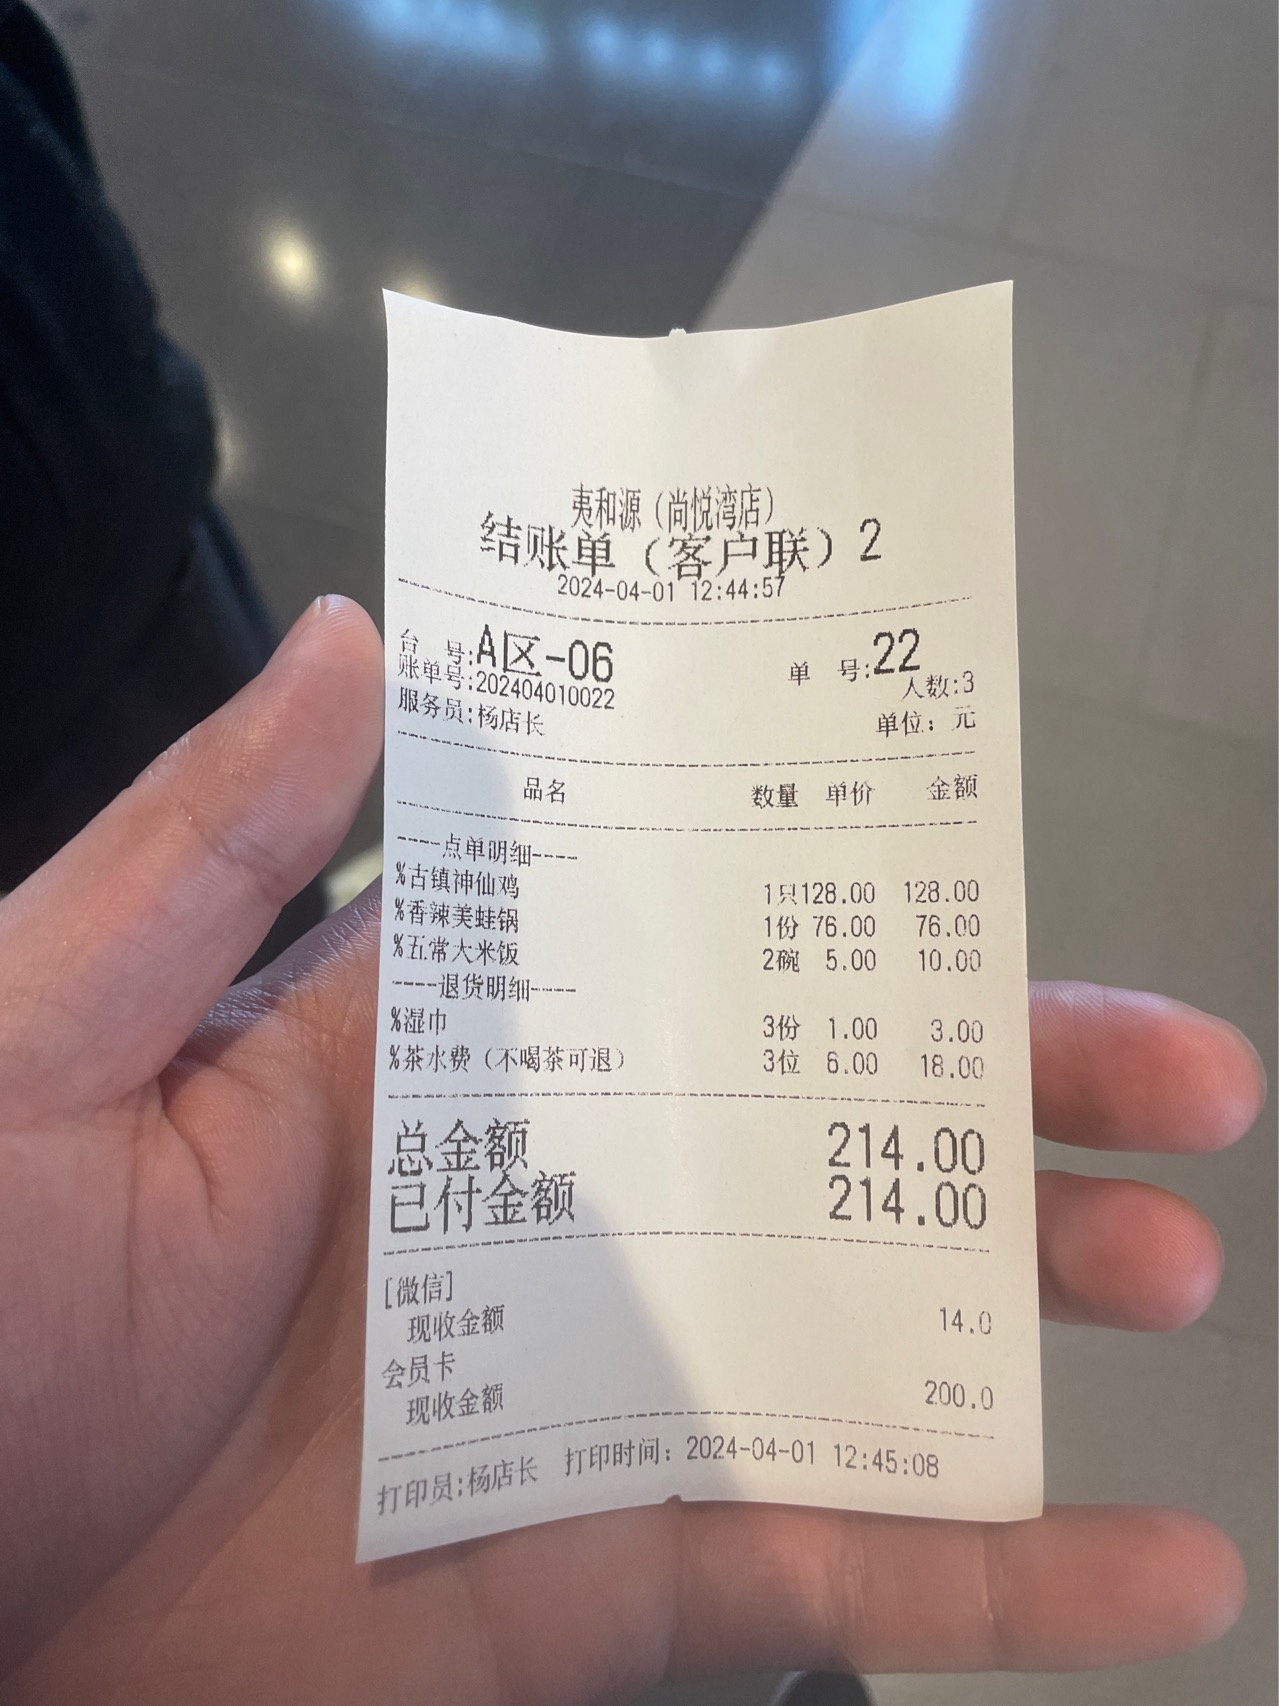 夷和源（尚悦湾店）
结账单（客户联）2
2024-04-01 12:44:57
台 号:A区-06 单 号:22
账单号:202404010022 人数:3
服务员:杨店长 单位：元
品名 数量 单价 金额
----点单明细----
%古镇神仙鸡 1只128.00 128.00
%香辣美蛙锅 1份 76.00 76.00
%五常大米饭 2碗 5.00 10.00
----退货明细----
%湿巾 3份 1.00 3.00
%茶水费（不喝茶可退） 3位 6.00 18.00
总金额 214.00
已付金额 214.00
[微信]
现收金额 14.0
会员卡
现收金额 200.0
打印员:杨店长 打印时间：2024-04-01 12:45:08